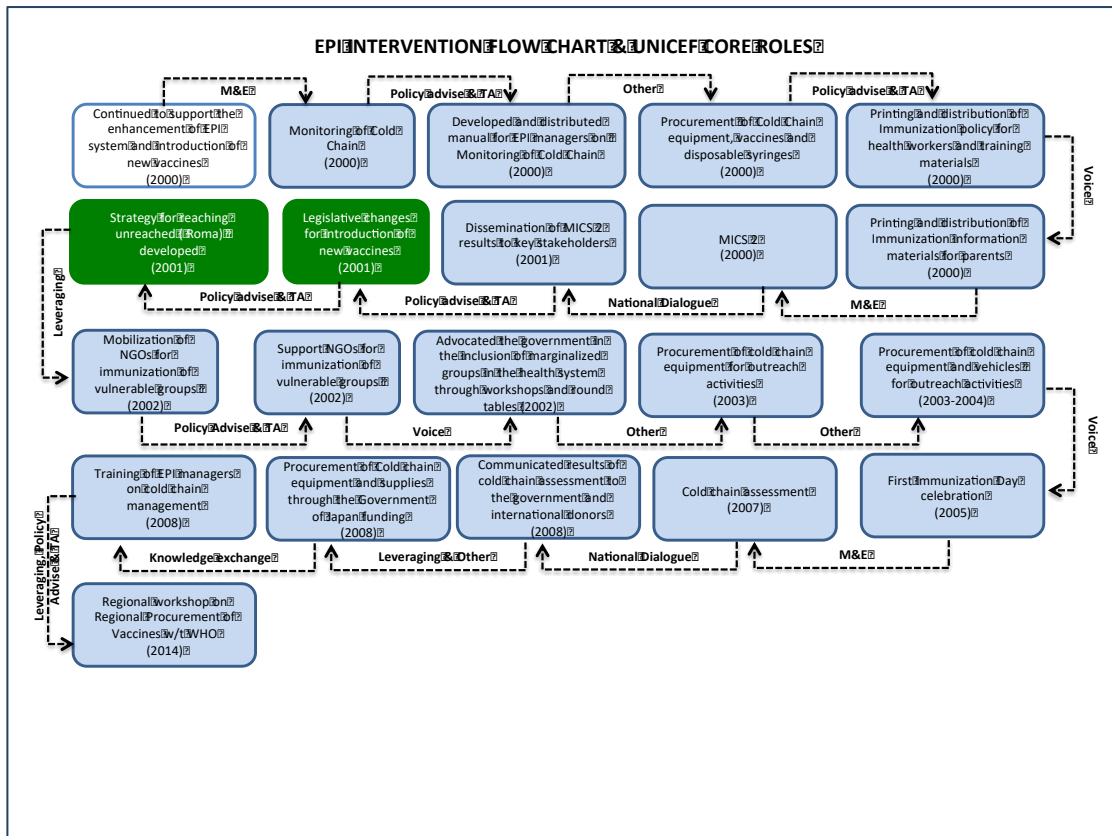 EPI INTERVENTION FLOW CHART & UNICEF CORE ROLES
M&E
Policy advise & TA
Other
Policy advise & TA
Continued to support the
enhancement of EPI
system and introduction of
new vaccines
(2000)
Monitoring of Cold
Chain
(2000)
Developed and distributed
manual for EPI managers on
Monitoring of Cold Chain
(2000)
Procurement of Cold Chain
equipment, vaccines and
disposable syringes
(2000)
Printing and distribution of
Immunization policy for
health workers and training
materials
(2000)
Voice
Strategy for reaching
unreached (Roma)
developed
(2001)
Legislative changes
for introduction of
new vaccines
(2001)
Dissemination of MICS 2
results to key stakeholders
(2001)
MICS 2
(2000)
Printing and distribution of
Immunization information
materials for parents
(2000)
Leveraging
Policy advise & TA
Policy advise & TA
National Dialogue
M&E
Mobilization of
NGOs for
immunization of
vulnerable groups
(2002)
Support NGOs for
immunization of
vulnerable groups
(2002)
Advocated the government in
the inclusion of marginalized
groups in the health system
through workshops and round
tables (2002)
Procurement of cold chain
equipment for outreach
activities
(2003)
Procurement of cold chain
equipment and vehicles
for outreach activities
(2003-2004)
Policy Advise & TA
Voice
Other
Other
Voice
Training of EPI managers
on cold chain
management
(2008)
Procurement of Cold chain
equipment and supplies
through the Government
of Japan funding
(2008)
Communicated results of
cold chain assessment to
the government and
international donors
(2008)
Cold chain assessment
(2007)
First Immunization Day
celebration
(2005)
Leveraging, Policy
Advise & TA
Knowledge exchange
Leveraging & Other
National Dialogue
M&E
Regional workshop on
Regional Procurement of
Vaccines w/t WHO
(2014)